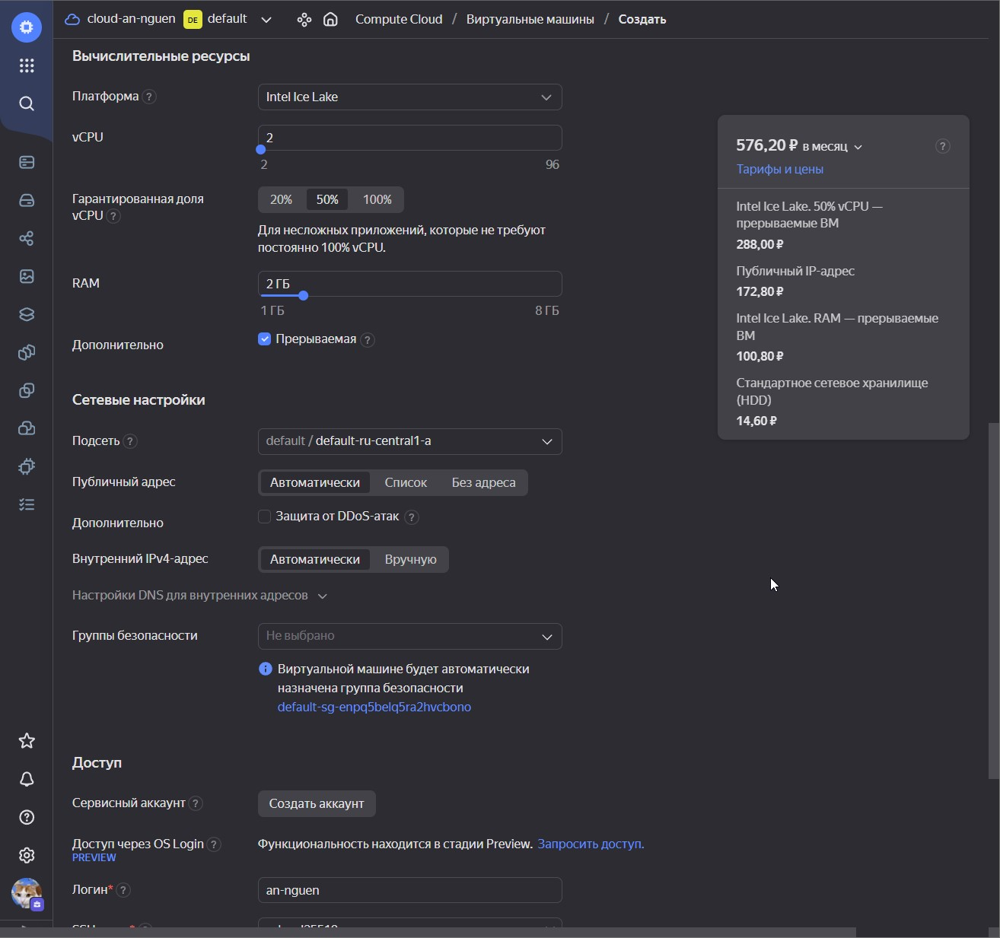 cloud-an-nguen DE default Compute Cloud / Виртуальные машины / Создать
Вычислительные ресурсы
Платформа ? Intel Ice Lake
vCPU 2
2 96
Гарантированная доля
vCPU ?
20% 50% 100%
Для несложных приложений, которые не требуют
постоянно 100% vCPU.
RAM 2 ГБ
1 ГБ 8 ГБ
Дополнительно Прерываемая ?
Сетевые настройки
Подсеть ? default / default-ru-central1-a
Публичный адрес Автоматически Список Без адреса
Дополнительно Защита от DDoS-атак ?
Внутренний IPv4-адрес Автоматически Вручную
Настройки DNS для внутренних адресов
Группы безопасности Не выбрано
Виртуальной машине будет автоматически
назначена группа безопасности
default-sg-enpq5belq5ra2hvcbono
Доступ
Сервисный аккаунт ? Создать аккаунт
Доступ через OS Login ? Функциональность находится в стадии Preview. Запросить доступ.
PREVIEW
Логин* ? an-nguen
576,20 ₽ в месяц ?
Тарифы и цены
Intel Ice Lake. 50% vCPU —
прерываемые ВМ
288,00 ₽
Публичный IP-адрес
172,80 ₽
Intel Ice Lake. RAM — прерываемые
ВМ
100,80 ₽
Стандартное сетевое хранилище
(HDD)
14,60 ₽